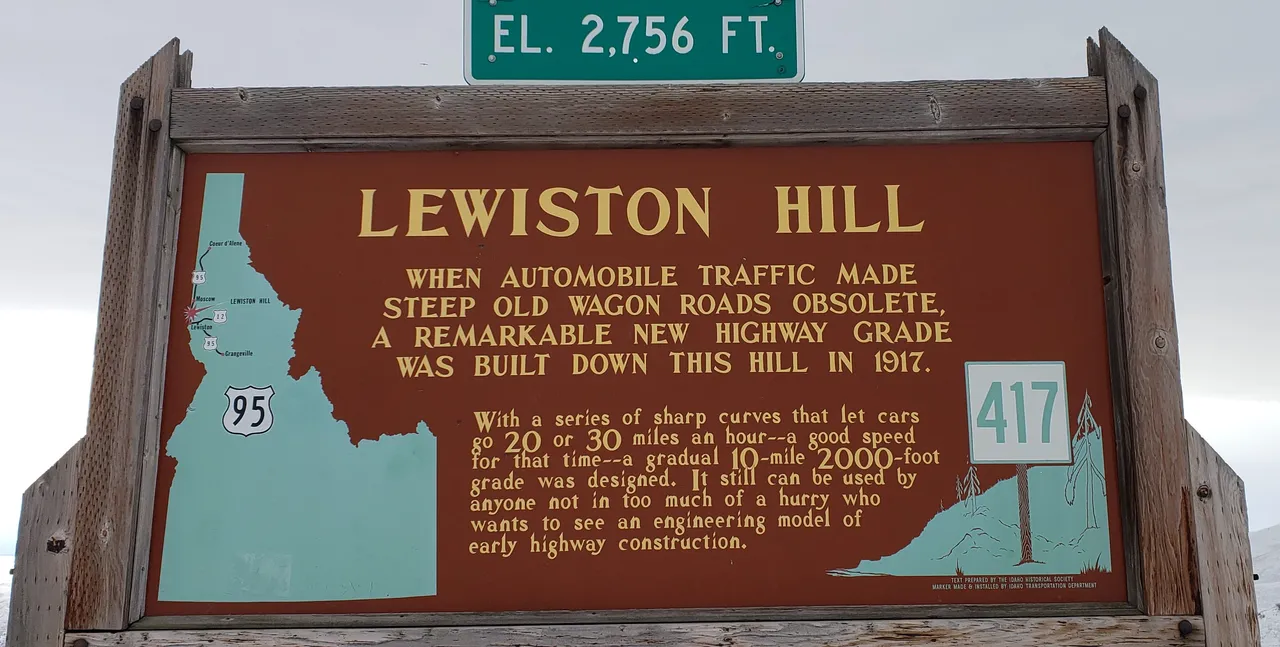 EL. 2,756 FT.
LEWISTON HILL
WHEN AUTOMOBILE TRAFFIC MADE
STEEP OLD WAGON ROADS OBSOLETE,
A REMARKABLE NEW HIGHWAY GRADE
WAS BUILT DOWN THIS HILL IN 1917.
With a series of sharp curves that let cars
go 20 or 30 miles an hour--a good speed
for that time--a gradual 10-mile 2000-foot
grade was designed. It still can be used by
anyone not in too much of a hurry who
wants to see an engineering model of
early highway construction.
Coeur d'Alene
95
Moscow
LEWISTON HILL
12
Lewiston
95
Grangeville
95
417
TEXT PREPARED BY THE IDAHO HISTORICAL SOCIETY
MARKER MADE & INSTALLED BY IDAHO TRANSPORTATION DEPARTMENT